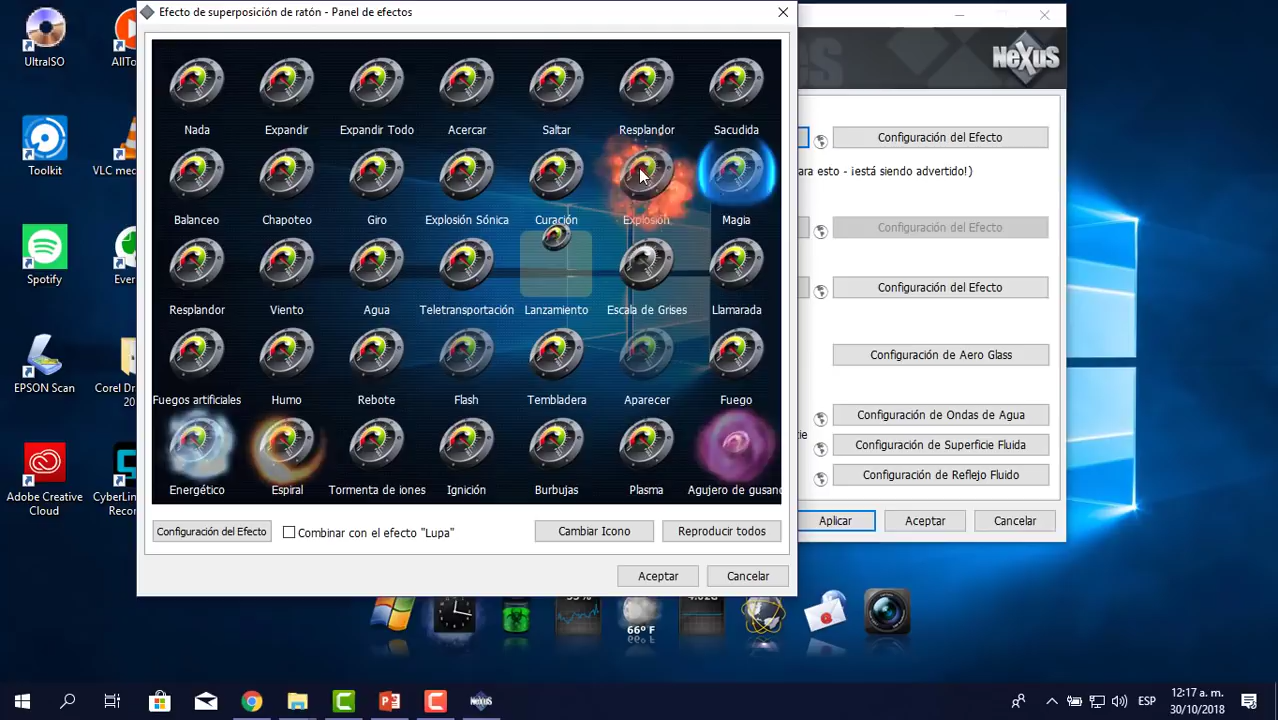 Efecto de superposición de ratón - Panel de efectos
NeXuS
UltraISO
Toolkit
VLC med
Spotify
Ever
EPSON Scan
Corel Dr
20
Adobe Creative
Cloud
CyberLin
Recor
Nada
Expandir
Expandir Todo
Acercar
Saltar
Resplandor
Sacudida
Balanceo
Chapoteo
Giro
Explosión Sónica
Curación
Explosión
Magia
Resplandor
Viento
Agua
Teletransportación
Lanzamiento
Escala de Grises
Llamarada
Fuegos artificiales
Humo
Rebote
Flash
Tembladera
Aparecer
Fuego
Energético
Espiral
Tormenta de iones
Ignición
Burbujas
Plasma
Agujero de gusano
Configuración del Efecto
Combinar con el efecto "Lupa"
Cambiar Icono
Reproducir todos
Aceptar
Cancelar
Configuración del Efecto
ara esto - ¡está siendo advertido!)
Configuración del Efecto
Configuración del Efecto
Configuración de Aero Glass
Configuración de Ondas de Agua
cie
Configuración de Superficie Fluida
Configuración de Reflejo Fluido
Aplicar
Aceptar
Cancelar
66° F
ESP
12:17 a. m.
30/10/2018